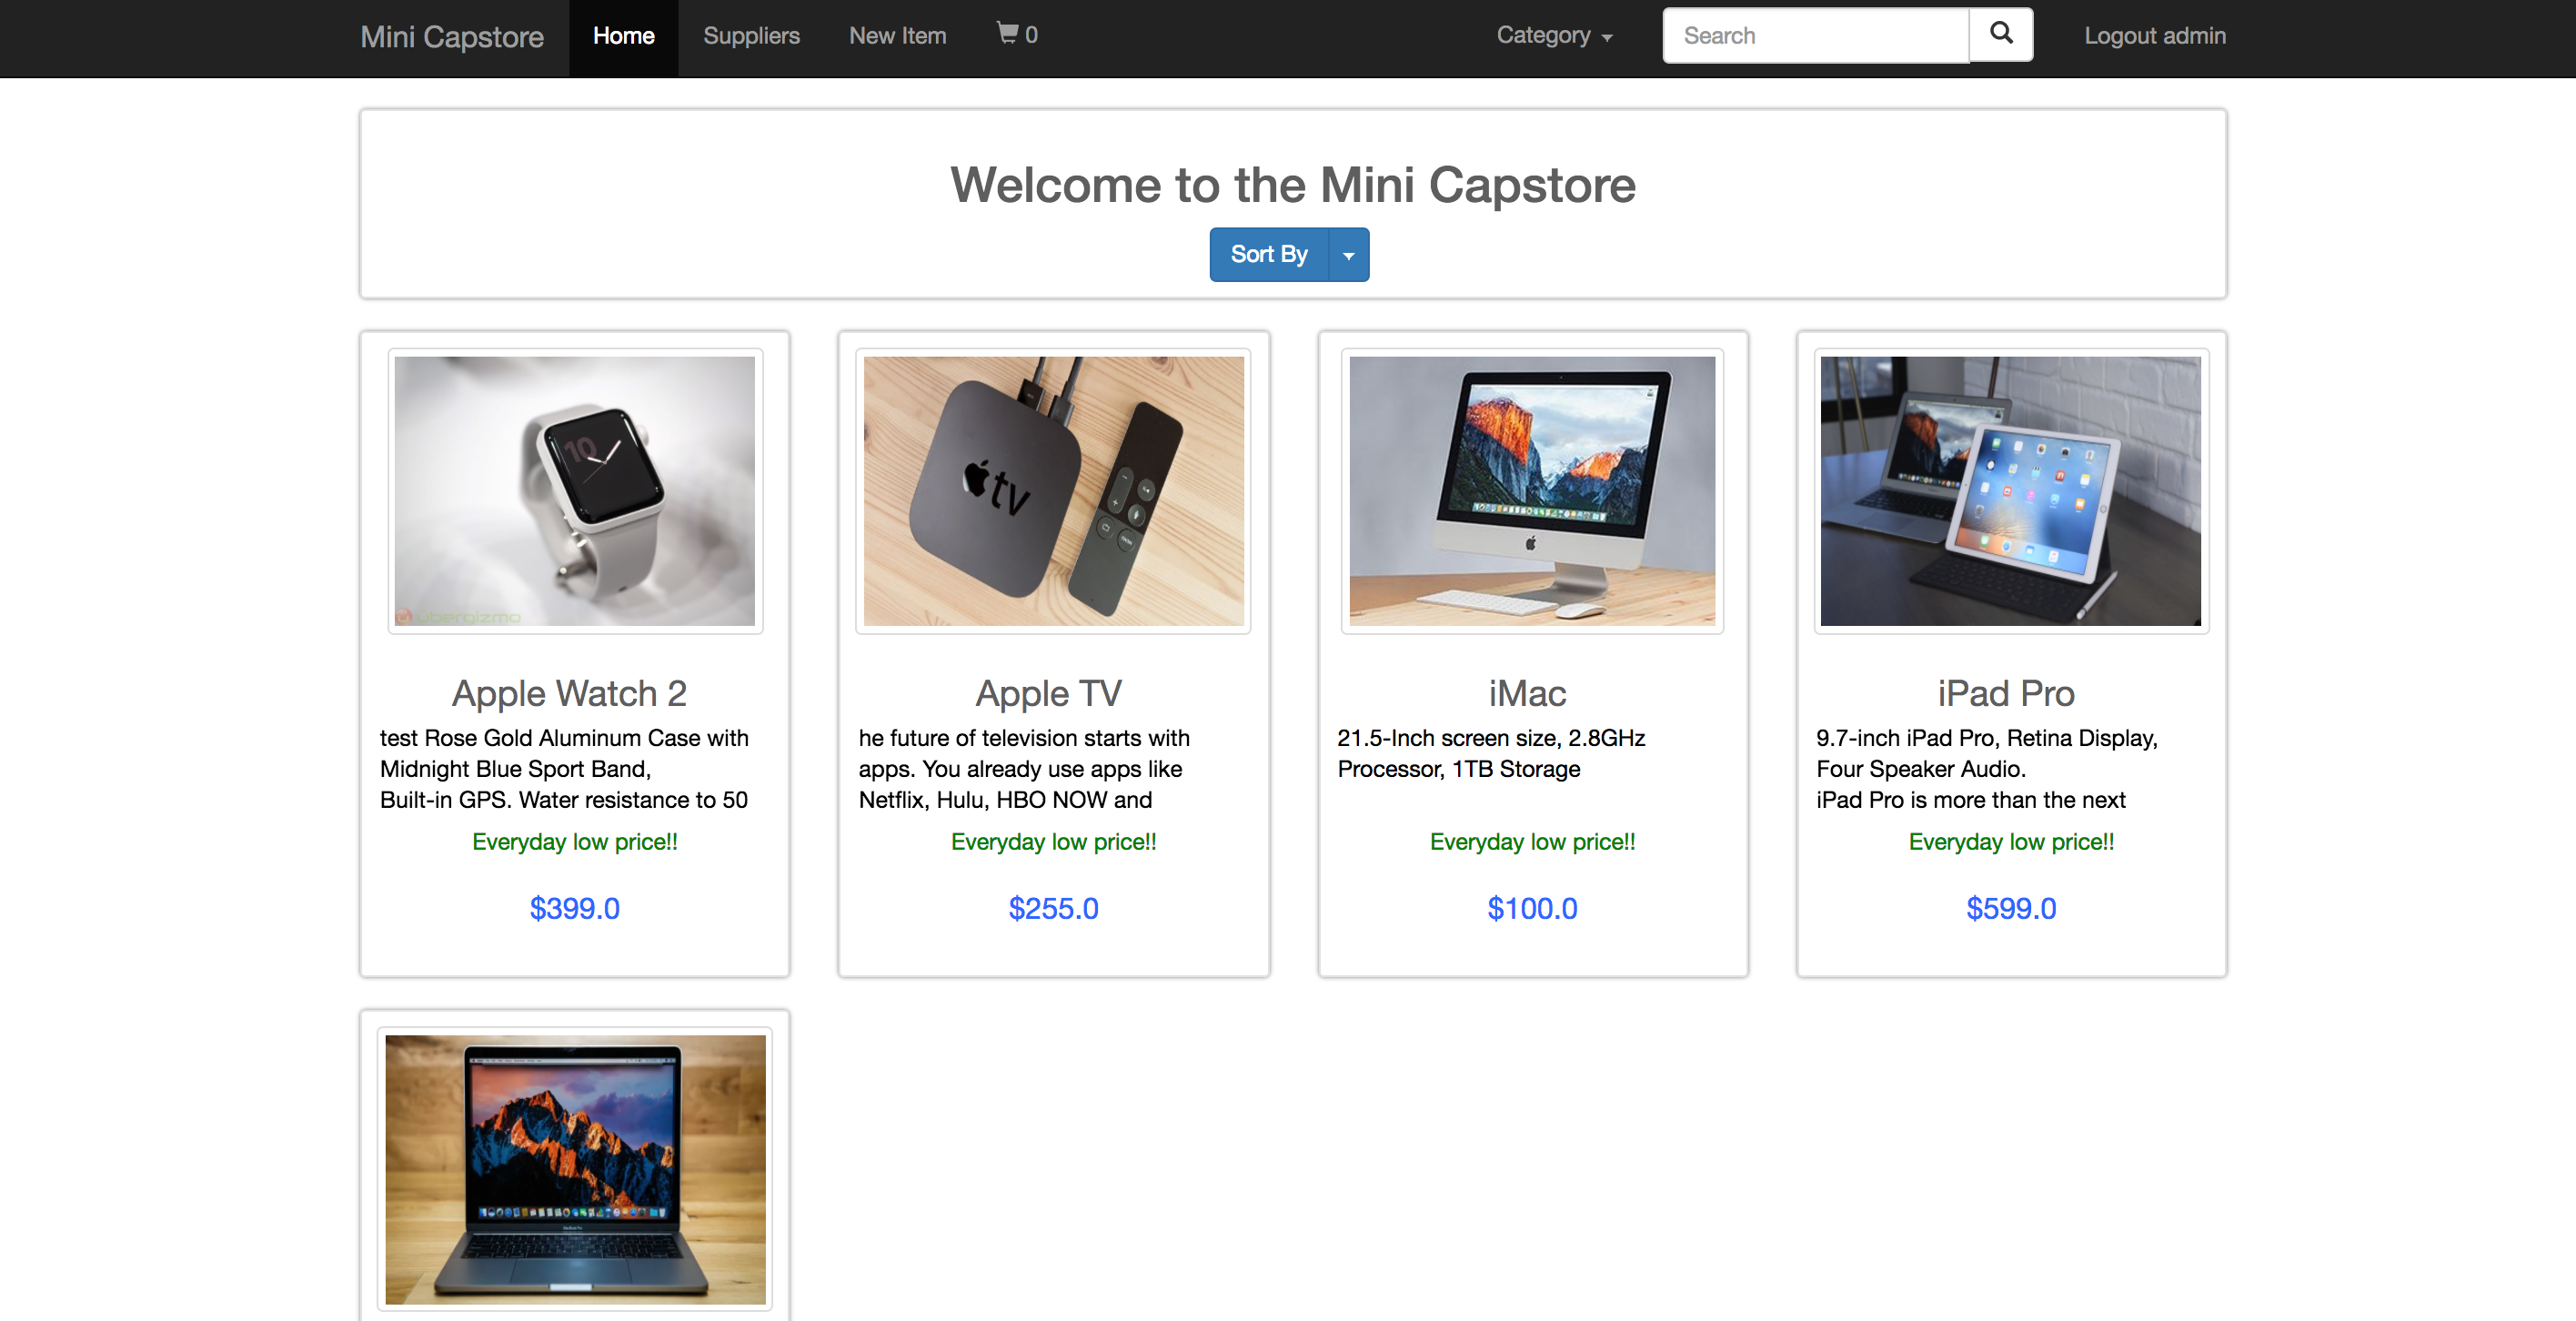 Mini Capstore Home Suppliers New Item 0 Category Search Logout admin
Welcome to the Mini Capstore
Sort By
10
übergizmo
tv
Apple Watch 2
test Rose Gold Aluminum Case with
Midnight Blue Sport Band,
Built-in GPS. Water resistance to 50
Everyday low price!!
$399.0
Apple TV
he future of television starts with
apps. You already use apps like
Netflix, Hulu, HBO NOW and
Everyday low price!!
$255.0
iMac
21.5-Inch screen size, 2.8GHz
Processor, 1TB Storage
Everyday low price!!
$100.0
iPad Pro
9.7-inch iPad Pro, Retina Display,
Four Speaker Audio.
iPad Pro is more than the next
Everyday low price!!
$599.0